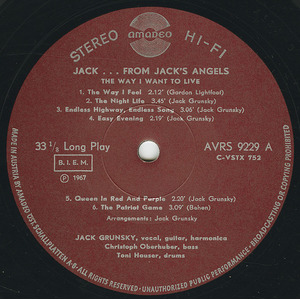 STEREO amadeo HI-FI
JACK . . . FROM JACK'S ANGELS
THE WAY I WANT TO LIVE
1. The Way I Feel 2.12' (Gordon Lightfoot)
2. The Night Life 3.45' (Jack Grunsky)
3. Endless Highway, Endless Song 3.06' (Jack Grunsky)
4. Easy Evening 2.19' (Jack Grunsky)
33 1/3 Long Play
AVRS 9229 A
C-VSTX 752
B.I.E.M.
P 1967
5. Queen In Red And Purple 2.20' (Jack Grunsky)
6. The Patriot Game 3.09' (Behan)
Arrangements: Jack Grunsky
JACK GRUNSKY, vocal, guitar, harmonica
Christoph Oberhuber, bass
Toni Hauser, drums
MADE IN AUSTRIA BY AMADEO ÖST. SCHALLPLATTEN A.G. ALL RIGHTS RESERVED. UNAUTHORIZED PUBLIC PERFORMANCE, BROADCASTING AND COPYING PROHIBITED